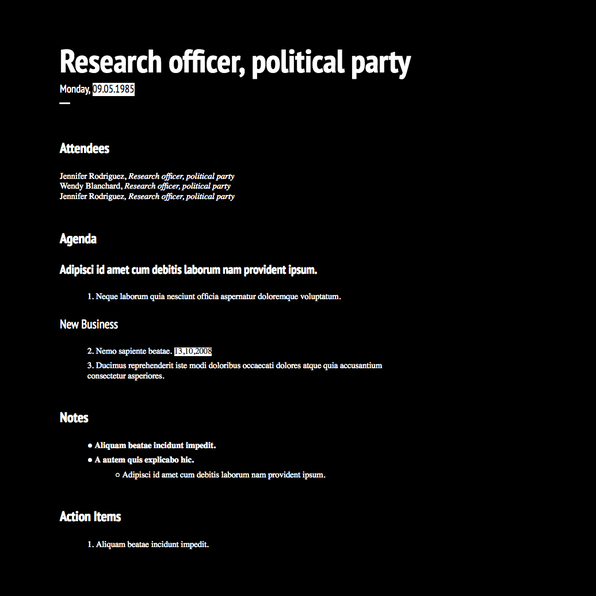 Research officer, political party
Monday, 09.05.1985
Attendees
Jennifer Rodriguez, Research officer, political party
Wendy Blanchard, Research officer, political party
Jennifer Rodriguez, Research officer, political party
Agenda
Adipisci id amet cum debitis laborum nam provident ipsum.
1. Neque laborum quia nesciunt officia aspernatur doloremque voluptatum.
New Business
2. Nemo sapiente beatae. 13,10,2008
3. Ducimus reprehenderit iste modi doloribus occaecati dolores atque quia accusantium
consectetur asperiores.
Notes
● Aliquam beatae incidunt impedit.
● A autem quis explicabo hic.
○ Adipisci id amet cum debitis laborum nam provident ipsum.
Action Items
1. Aliquam beatae incidunt impedit.